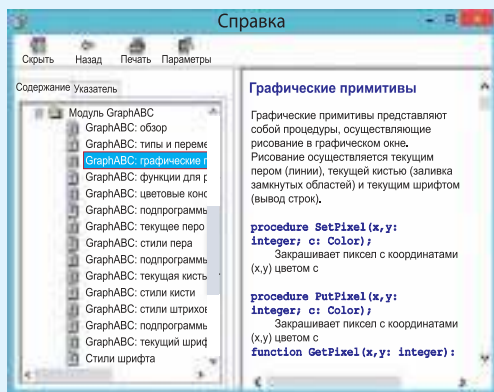 Справка
Скрыть Назад Печать Параметры
Содержание Указатель
Модуль GraphABC
GraphABC: обзор
GraphABC: типы и переме
GraphABC: графические г
GraphABC: функции для р
GraphABC: цветовые конс
GraphABC: подпрограммы
GraphABC: текущее перо
GraphABC: стили пера
GraphABC: подпрограммы
GraphABC: текущая кисть
GraphABC: стили кисти
GraphABC: стили штрихов
GraphABC: подпрограммы
GraphABC: текущий шриф
Стили шрифта
Графические примитивы
Графические примитивы представляют
собой процедуры, осуществляющие
рисование в графическом окне.
Рисование осуществляется текущим
пером (линии), текущей кистью (заливка
замкнутых областей) и текущим шрифтом
(вывод строк).
procedure SetPixel(x,y:
integer; c: Color);
Закрашивает пиксел с координатами
(x,y) цветом c
procedure PutPixel(x,y:
integer; c: Color);
Закрашивает пиксел с координатами
(x,y) цветом c
function GetPixel(x,y: integer):